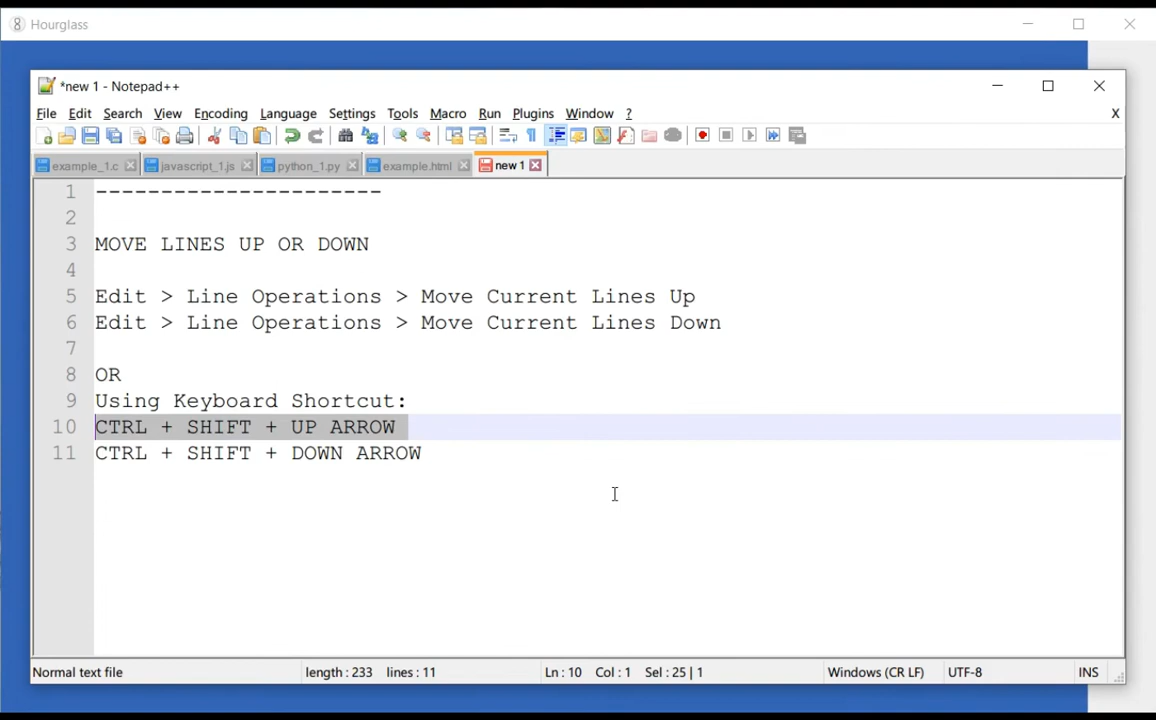 Hourglass
*new 1 - Notepad++
File Edit Search View Encoding Language Settings Tools Macro Run Plugins Window ? X
example_1.c javascript_1.js python_1.py example.html new 1
1 ----------------------
2
3 MOVE LINES UP OR DOWN
4
5 Edit > Line Operations > Move Current Lines Up
6 Edit > Line Operations > Move Current Lines Down
7
8 OR
9 Using Keyboard Shortcut:
10 CTRL + SHIFT + UP ARROW
11 CTRL + SHIFT + DOWN ARROW
Normal text file length : 233 lines : 11 Ln : 10 Col : 1 Sel : 25 | 1 Windows (CR LF) UTF-8 INS